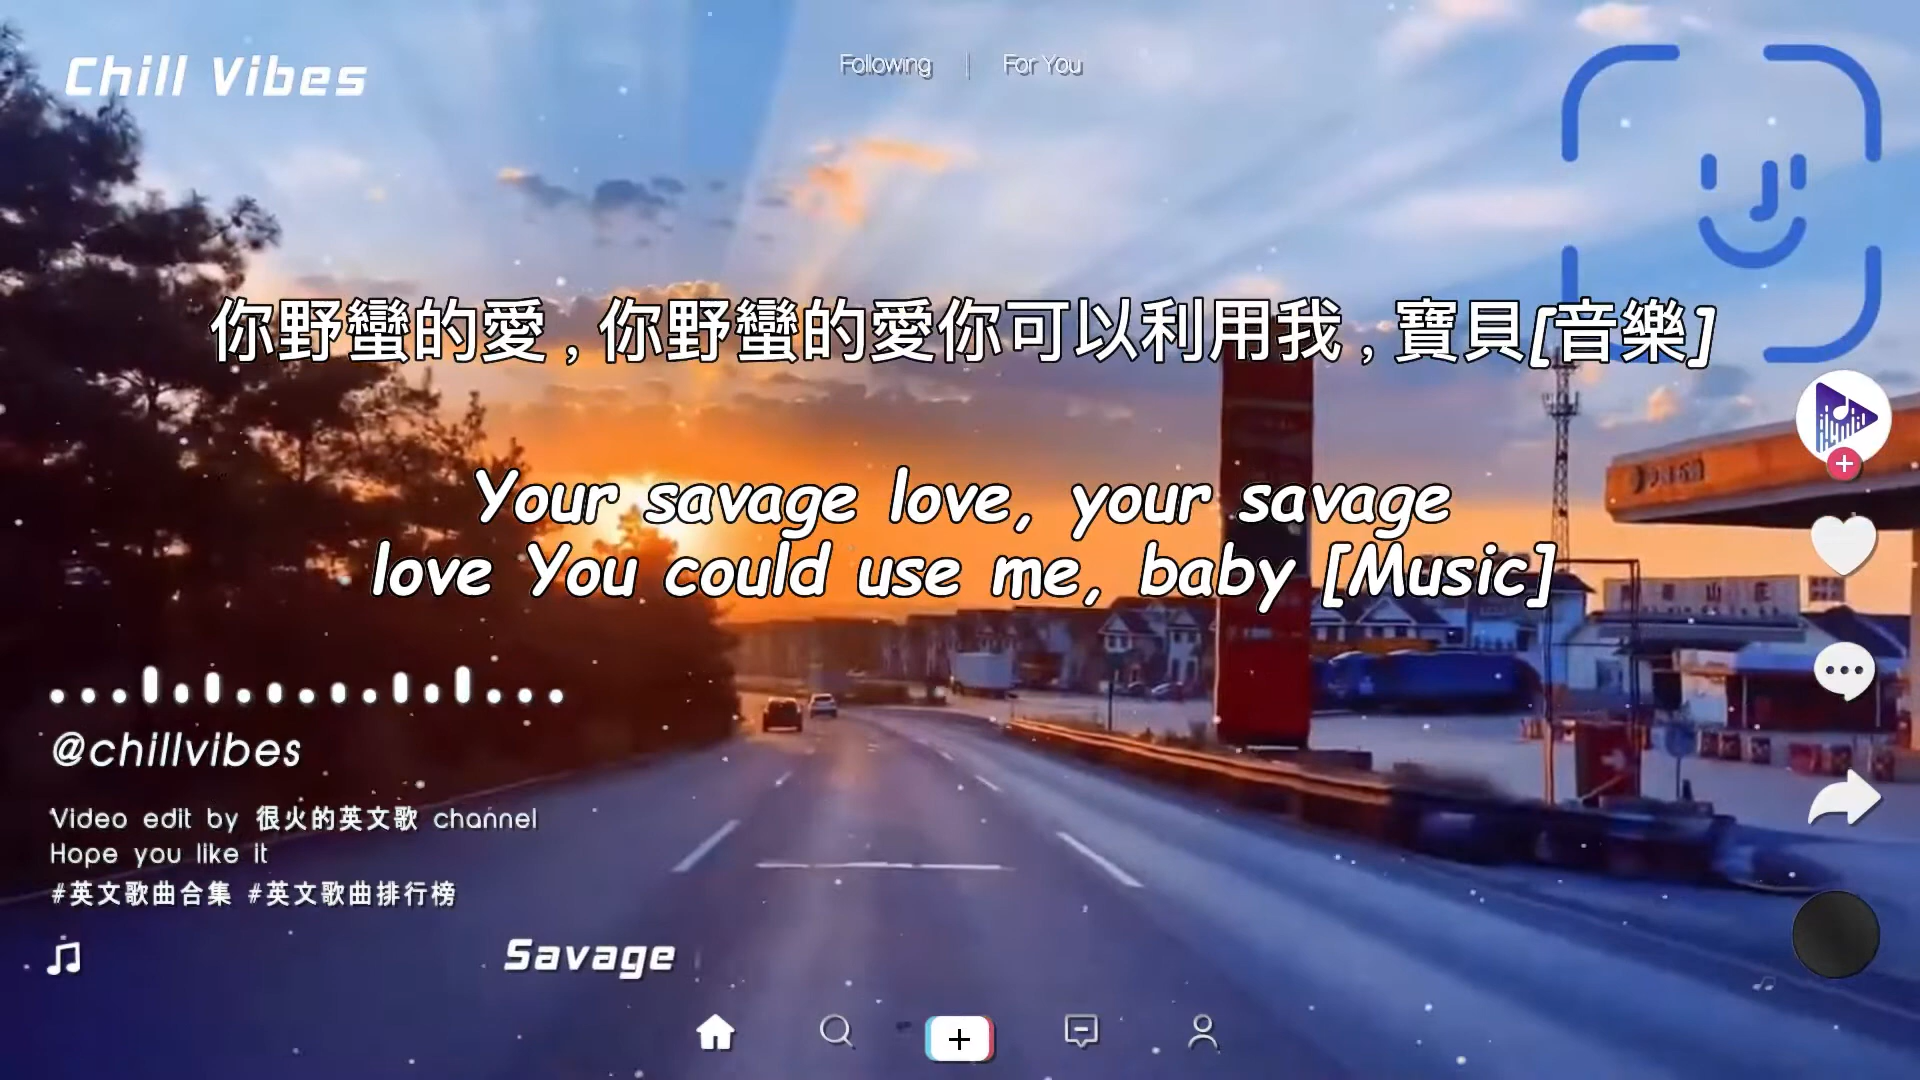 Chill Vibes
Following | For You
你野蠻的愛, 你野蠻的愛你可以利用我, 寶貝[音樂]
Your savage love, your savage
love You could use me, baby [Music]
@chillvibes
Video edit by 很火的英文歌 channel
Hope you like it
#英文歌曲合集 #英文歌曲排行榜
Savage